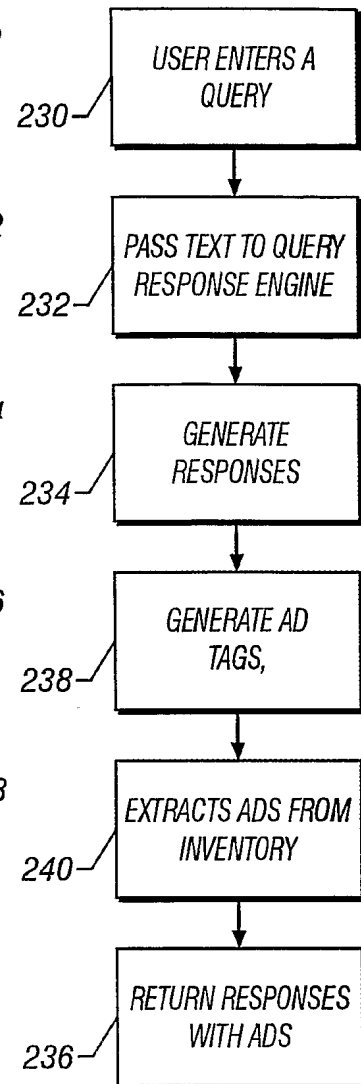 USER ENTERS A
QUERY
230
PASS TEXT TO QUERY
RESPONSE ENGINE
232
GENERATE
RESPONSES
234
GENERATE AD
TAGS,
238
EXTRACTS ADS FROM
INVENTORY
240
RETURN RESPONSES
WITH ADS
236